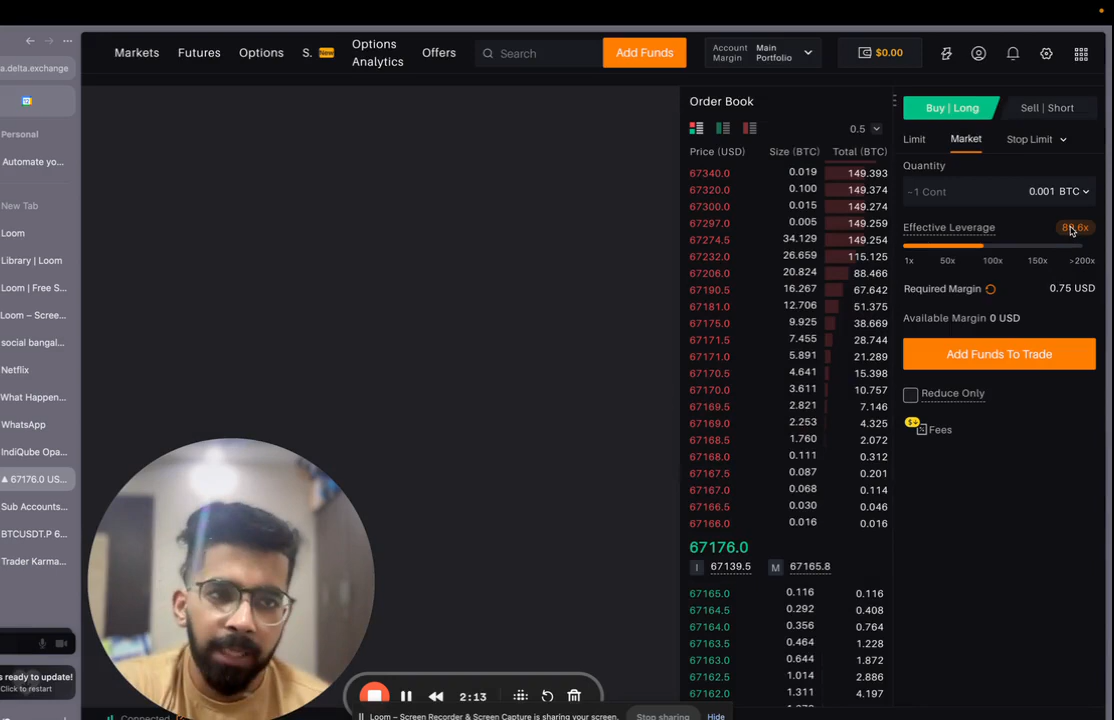 Markets
Futures
Options
S.
New
Options
Analytics
Offers
Search
Add Funds
Account
Margin
Main
Portfolio
$0.00
a.delta.exchange
Personal
Automate yo...
New Tab
Loom
Library | Loom
Loom | Free S...
Loom – Scree...
social bangal...
Netflix
What Happen...
WhatsApp
IndiQube Opa...
67176.0 US...
Sub Accounts...
BTCUSDT.P 6...
Trader Karma...
s ready to update!
Click to restart
Order Book
0.5
Price (USD) Size (BTC) Total (BTC)
67340.0 0.019 149.393
67320.0 0.100 149.374
67300.0 0.015 149.274
67297.0 0.005 149.259
67274.5 34.129 149.254
67232.0 26.659 115.125
67206.0 20.824 88.466
67190.5 16.267 67.642
67181.0 12.706 51.375
67175.0 9.925 38.669
67171.5 7.455 28.744
67171.0 5.891 21.289
67170.5 4.641 15.398
67170.0 3.611 10.757
67169.5 2.821 7.146
67169.0 2.253 4.325
67168.5 1.760 2.072
67168.0 0.111 0.312
67167.5 0.087 0.201
67167.0 0.068 0.114
67166.5 0.030 0.046
67166.0 0.016 0.016
67176.0
I 67139.5 M 67165.8
67165.0 0.116 0.116
67164.5 0.292 0.408
67164.0 0.356 0.764
67163.5 0.464 1.228
67163.0 0.644 1.872
67162.5 1.014 2.886
67162.0 1.311 4.197
Buy | Long
Sell | Short
Limit
Market
Stop Limit
Quantity
~1 Cont
0.001 BTC
Effective Leverage
1x 50x 100x 150x >200x
Required Margin 0.75 USD
Available Margin 0 USD
Add Funds To Trade
Reduce Only
Fees
2:13
Connected
Loom – Screen Recorder & Screen Capture is sharing your screen.
Stop sharing
Hide